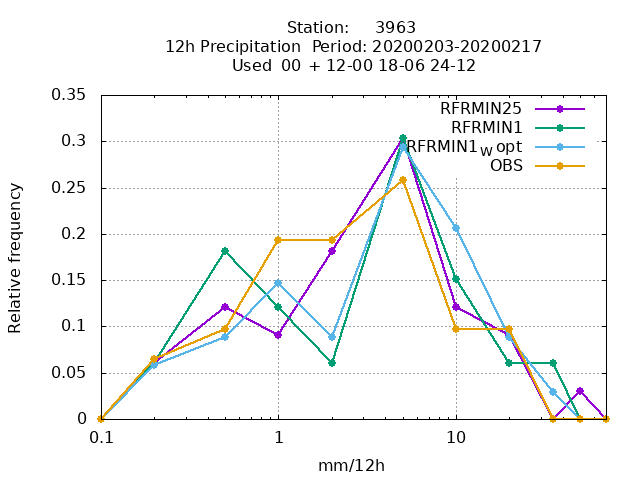 Station: 3963
12h Precipitation Period: 20200203-20200217
Used 00 + 12-00 18-06 24-12
0.35
0.3
0.25
0.2
0.15
0.1
0.05
0
Relative frequency
RFRMIN25
RFRMIN1
RFRMIN1W opt
OBS
0.1 1 10
mm/12h